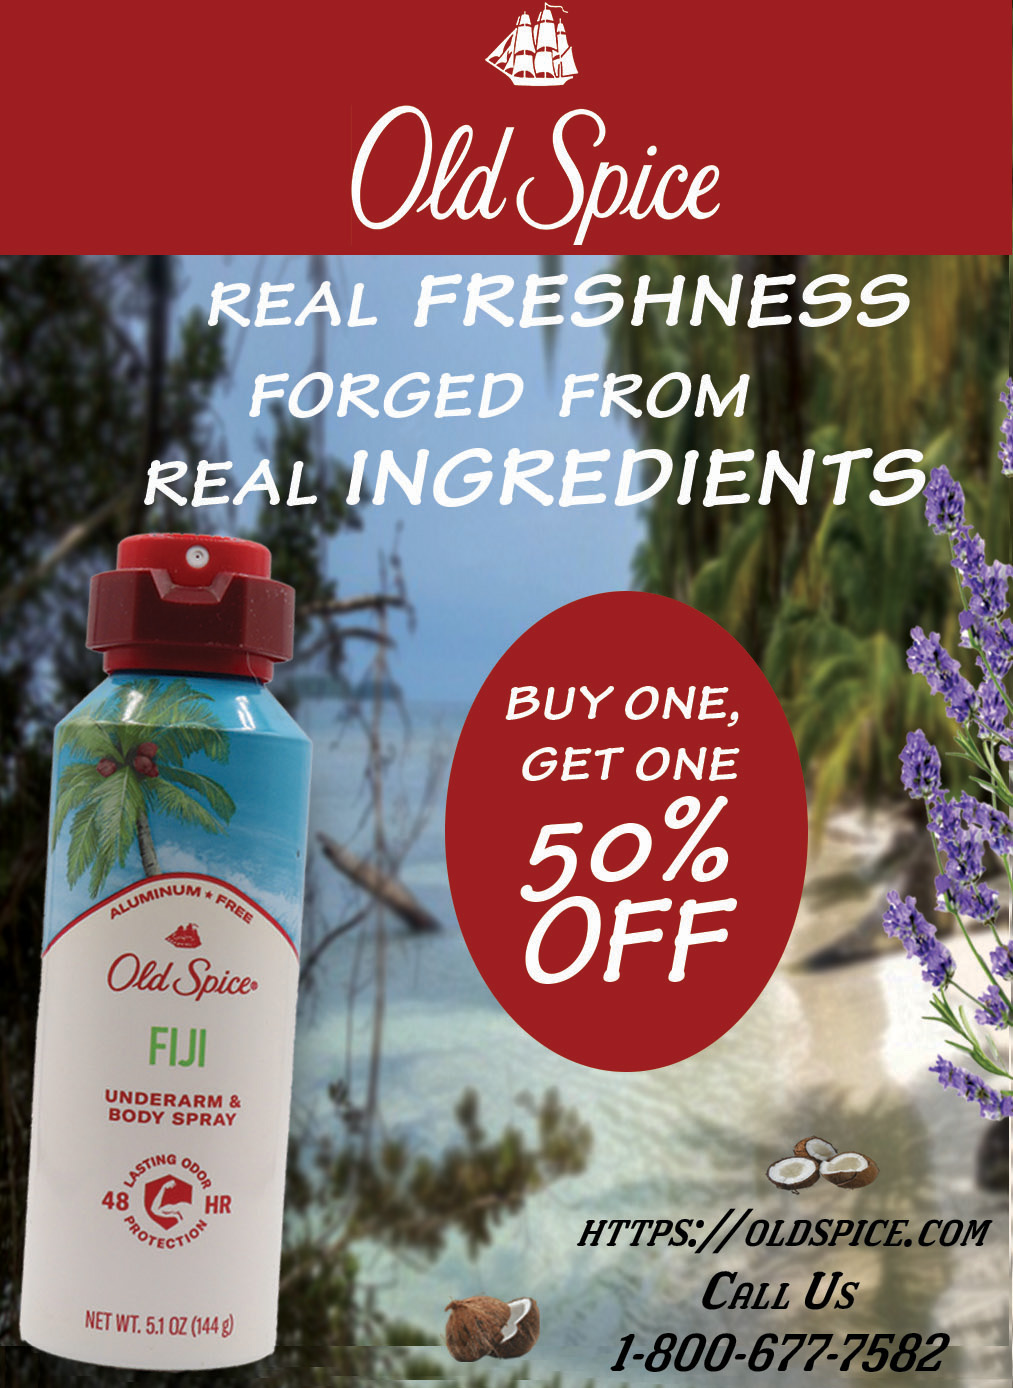 Old Spice
REAL FRESHNESS
FORGED FROM
REAL INGREDIENTS
BUY ONE,
GET ONE
50%
OFF
ALUMINUM ★ FREE
Old Spice®
FIJI
UNDERARM &
BODY SPRAY
LASTING ODOR
48 HR
PROTECTION
NET WT. 5.1 OZ (144 g)
HTTPS://OLDSPICE.COM
CALL US
1-800-677-7582